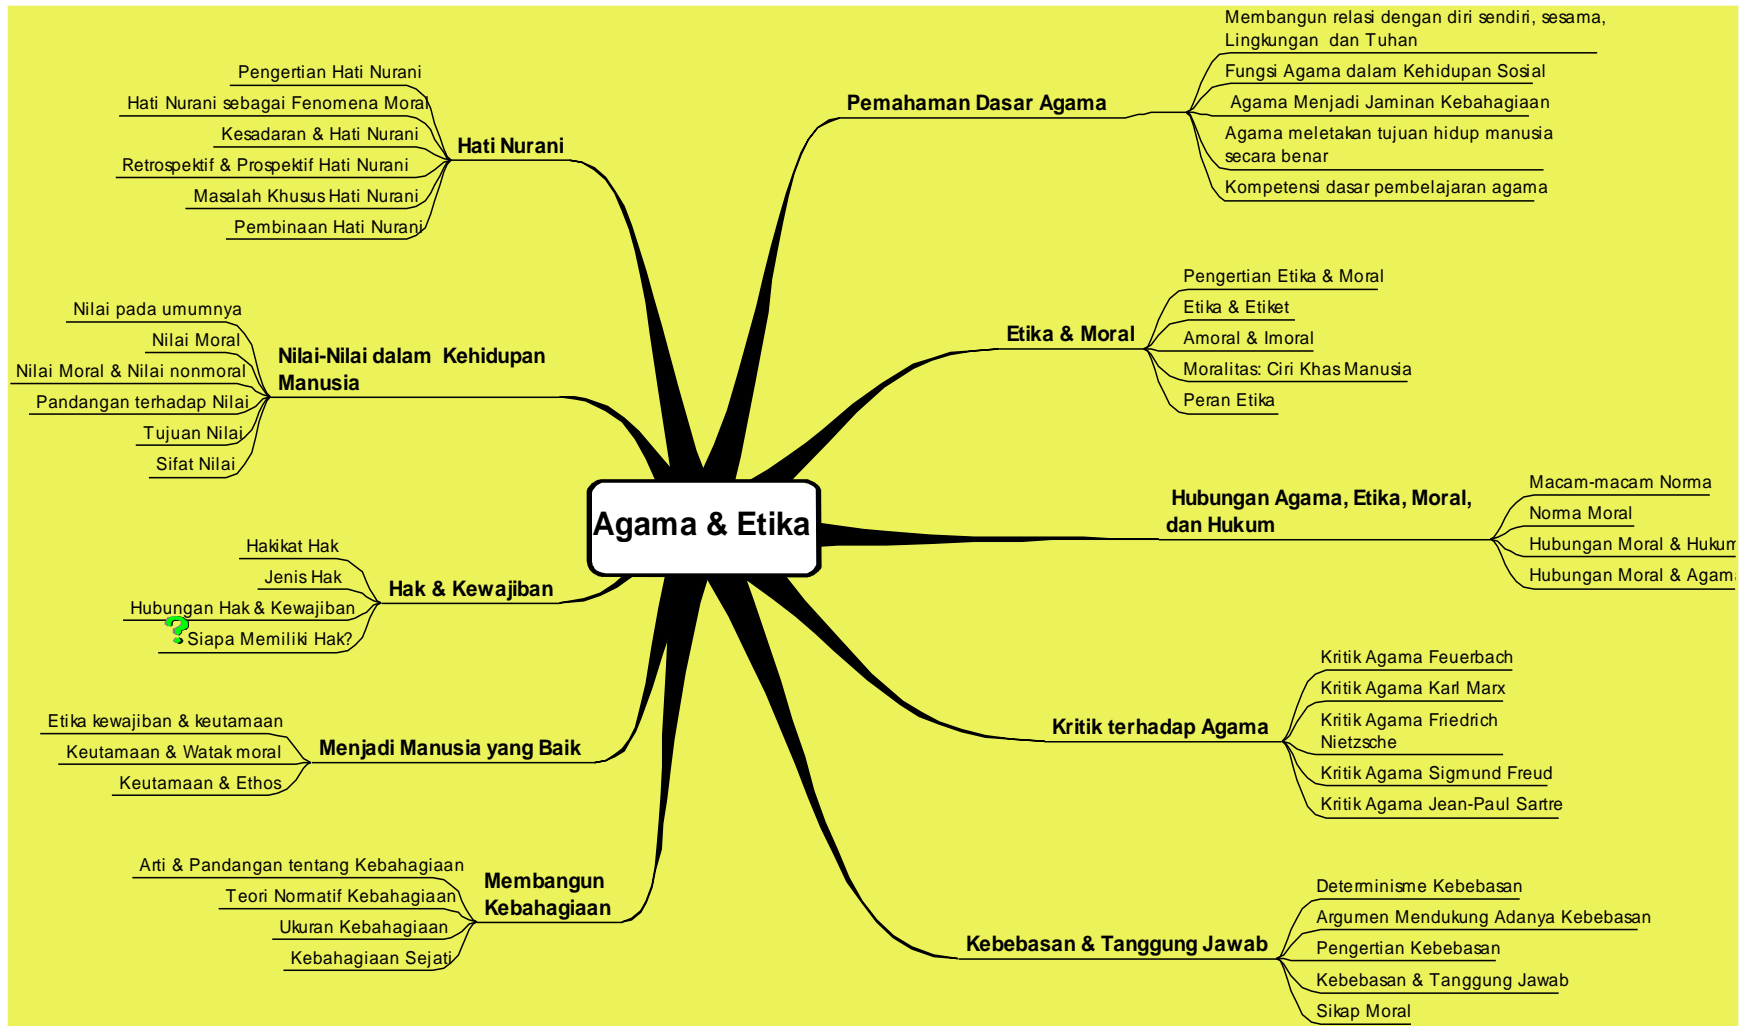 Agama & Etika
Pemahaman Dasar Agama
Membangun relasi dengan diri sendiri, sesama,
Lingkungan dan Tuhan
Fungsi Agama dalam Kehidupan Sosial
Agama Menjadi Jaminan Kebahagiaan
Agama meletakan tujuan hidup manusia
secara benar
Kompetensi dasar pembelajaran agama
Etika & Moral
Pengertian Etika & Moral
Etika & Etiket
Amoral & Imoral
Moralitas: Ciri Khas Manusia
Peran Etika
Hubungan Agama, Etika, Moral,
dan Hukum
Macam-macam Norma
Norma Moral
Hubungan Moral & Hukum
Hubungan Moral & Agama
Kritik terhadap Agama
Kritik Agama Feuerbach
Kritik Agama Karl Marx
Kritik Agama Friedrich
Nietzsche
Kritik Agama Sigmund Freud
Kritik Agama Jean-Paul Sartre
Kebebasan & Tanggung Jawab
Determinisme Kebebasan
Argumen Mendukung Adanya Kebebasan
Pengertian Kebebasan
Kebebasan & Tanggung Jawab
Sikap Moral
Membangun
Kebahagiaan
Arti & Pandangan tentang Kebahagiaan
Teori Normatif Kebahagiaan
Ukuran Kebahagiaan
Kebahagiaan Sejati
Menjadi Manusia yang Baik
Etika kewajiban & keutamaan
Keutamaan & Watak moral
Keutamaan & Ethos
Hak & Kewajiban
Hakikat Hak
Jenis Hak
Hubungan Hak & Kewajiban
? Siapa Memiliki Hak?
Nilai-Nilai dalam Kehidupan
Manusia
Nilai pada umumnya
Nilai Moral
Nilai Moral & Nilai nonmoral
Pandangan terhadap Nilai
Tujuan Nilai
Sifat Nilai
Hati Nurani
Pengertian Hati Nurani
Hati Nurani sebagai Fenomena Moral
Kesadaran & Hati Nurani
Retrospektif & Prospektif Hati Nurani
Masalah Khusus Hati Nurani
Pembinaan Hati Nurani